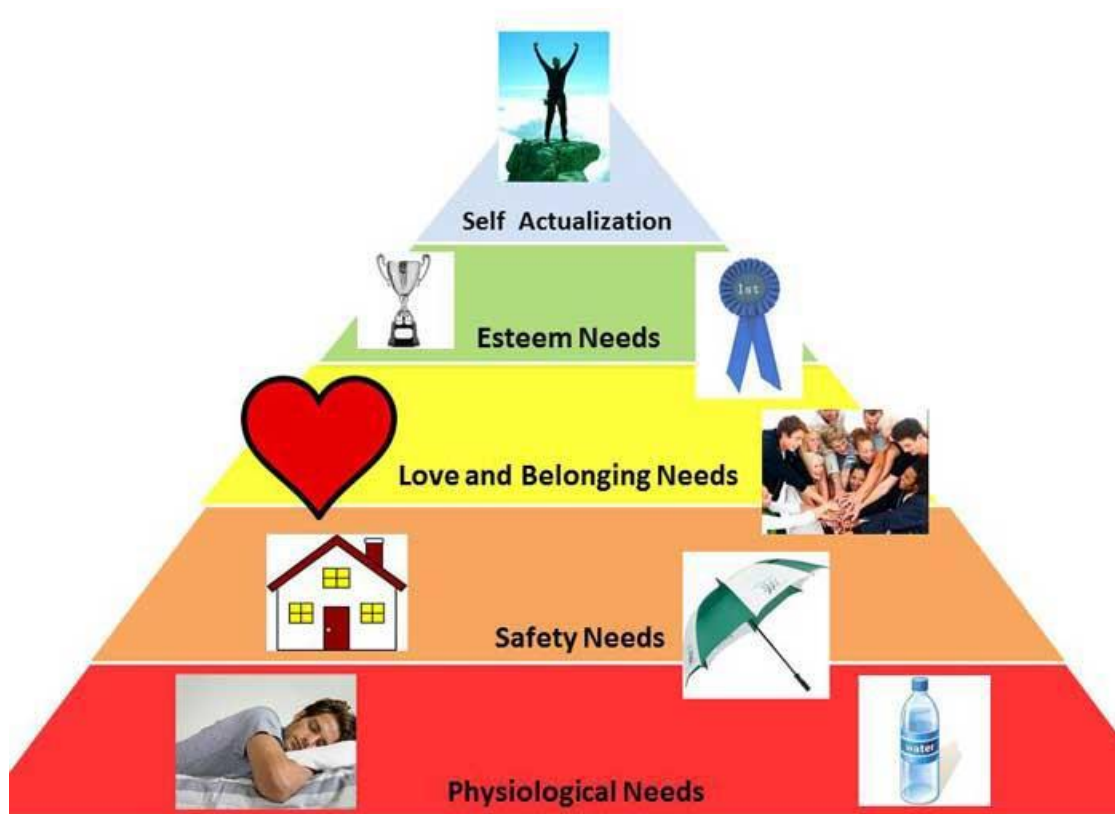 Self Actualization
1st
Esteem Needs
Love and Belonging Needs
Safety Needs
water
Physiological Needs